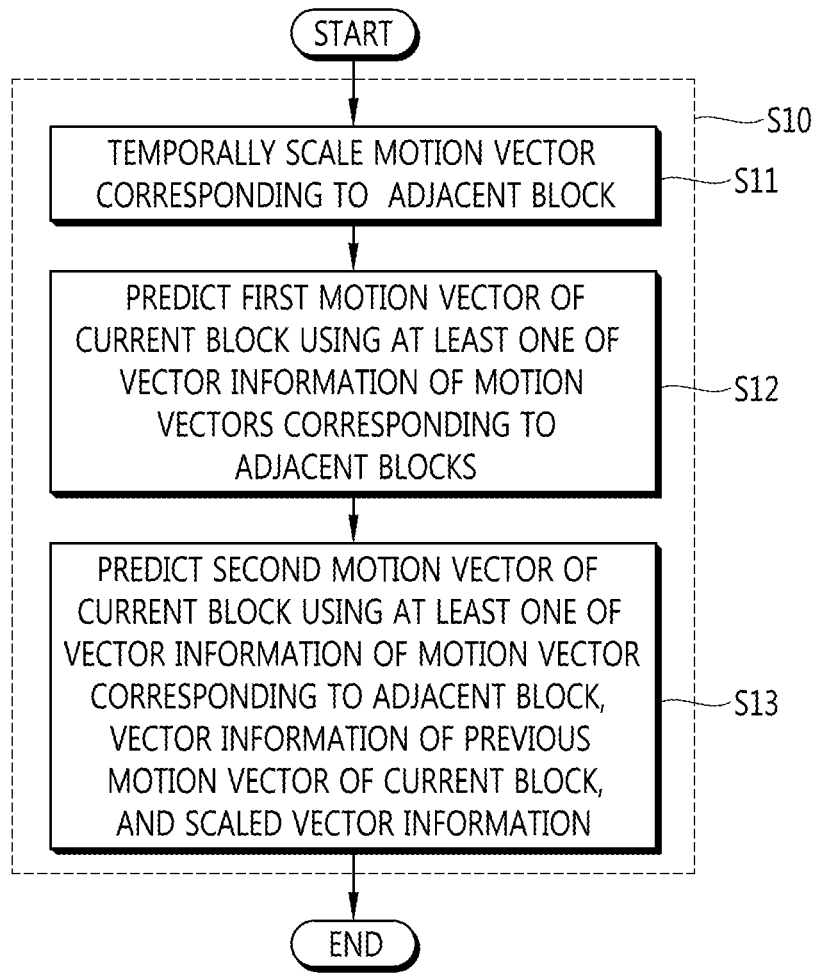 START
S10
TEMPORALLY SCALE MOTION VECTOR
CORRESPONDING TO ADJACENT BLOCK
S11
PREDICT FIRST MOTION VECTOR OF
CURRENT BLOCK USING AT LEAST ONE OF
VECTOR INFORMATION OF MOTION
VECTORS CORRESPONDING TO
ADJACENT BLOCKS
S12
PREDICT SECOND MOTION VECTOR OF
CURRENT BLOCK USING AT LEAST ONE OF
VECTOR INFORMATION OF MOTION VECTOR
CORRESPONDING TO ADJACENT BLOCK,
VECTOR INFORMATION OF PREVIOUS
MOTION VECTOR OF CURRENT BLOCK,
AND SCALED VECTOR INFORMATION
S13
END